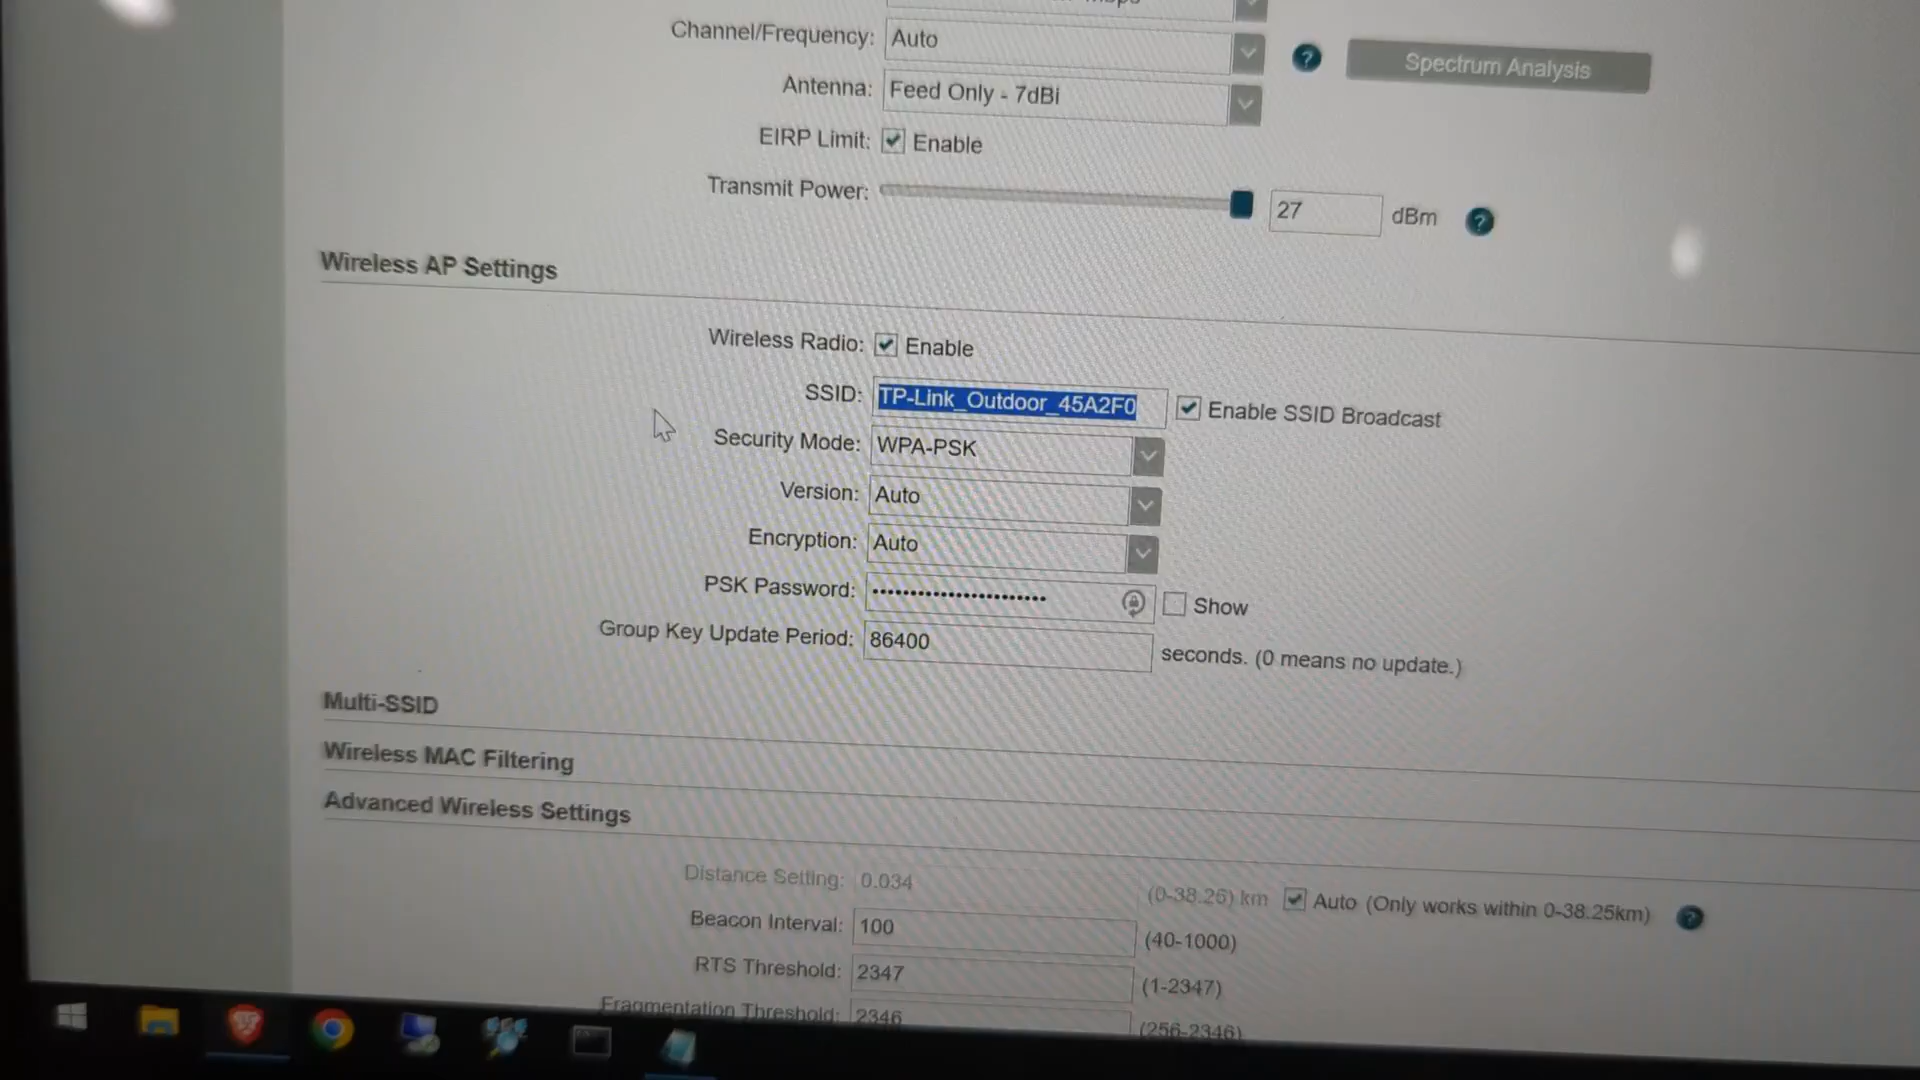 Channel/Frequency: Auto ? Spectrum Analysis
Antenna: Feed Only - 7dBi
EIRP Limit: Enable
Transmit Power: 27 dBm ?
Wireless AP Settings
Wireless Radio: Enable
SSID: TP-Link_Outdoor_45A2F0 Enable SSID Broadcast
Security Mode: WPA-PSK
Version: Auto
Encryption: Auto
PSK Password: ••••••••••••••••••••••• Show
Group Key Update Period: 86400 seconds. (0 means no update.)
Multi-SSID
Wireless MAC Filtering
Advanced Wireless Settings
Distance Setting: 0.034 (0-38.25) km Auto (Only works within 0-38.25km) ?
Beacon Interval: 100 (40-1000)
RTS Threshold: 2347 (1-2347)
Fragmentation Threshold: 2346 (256-2346)